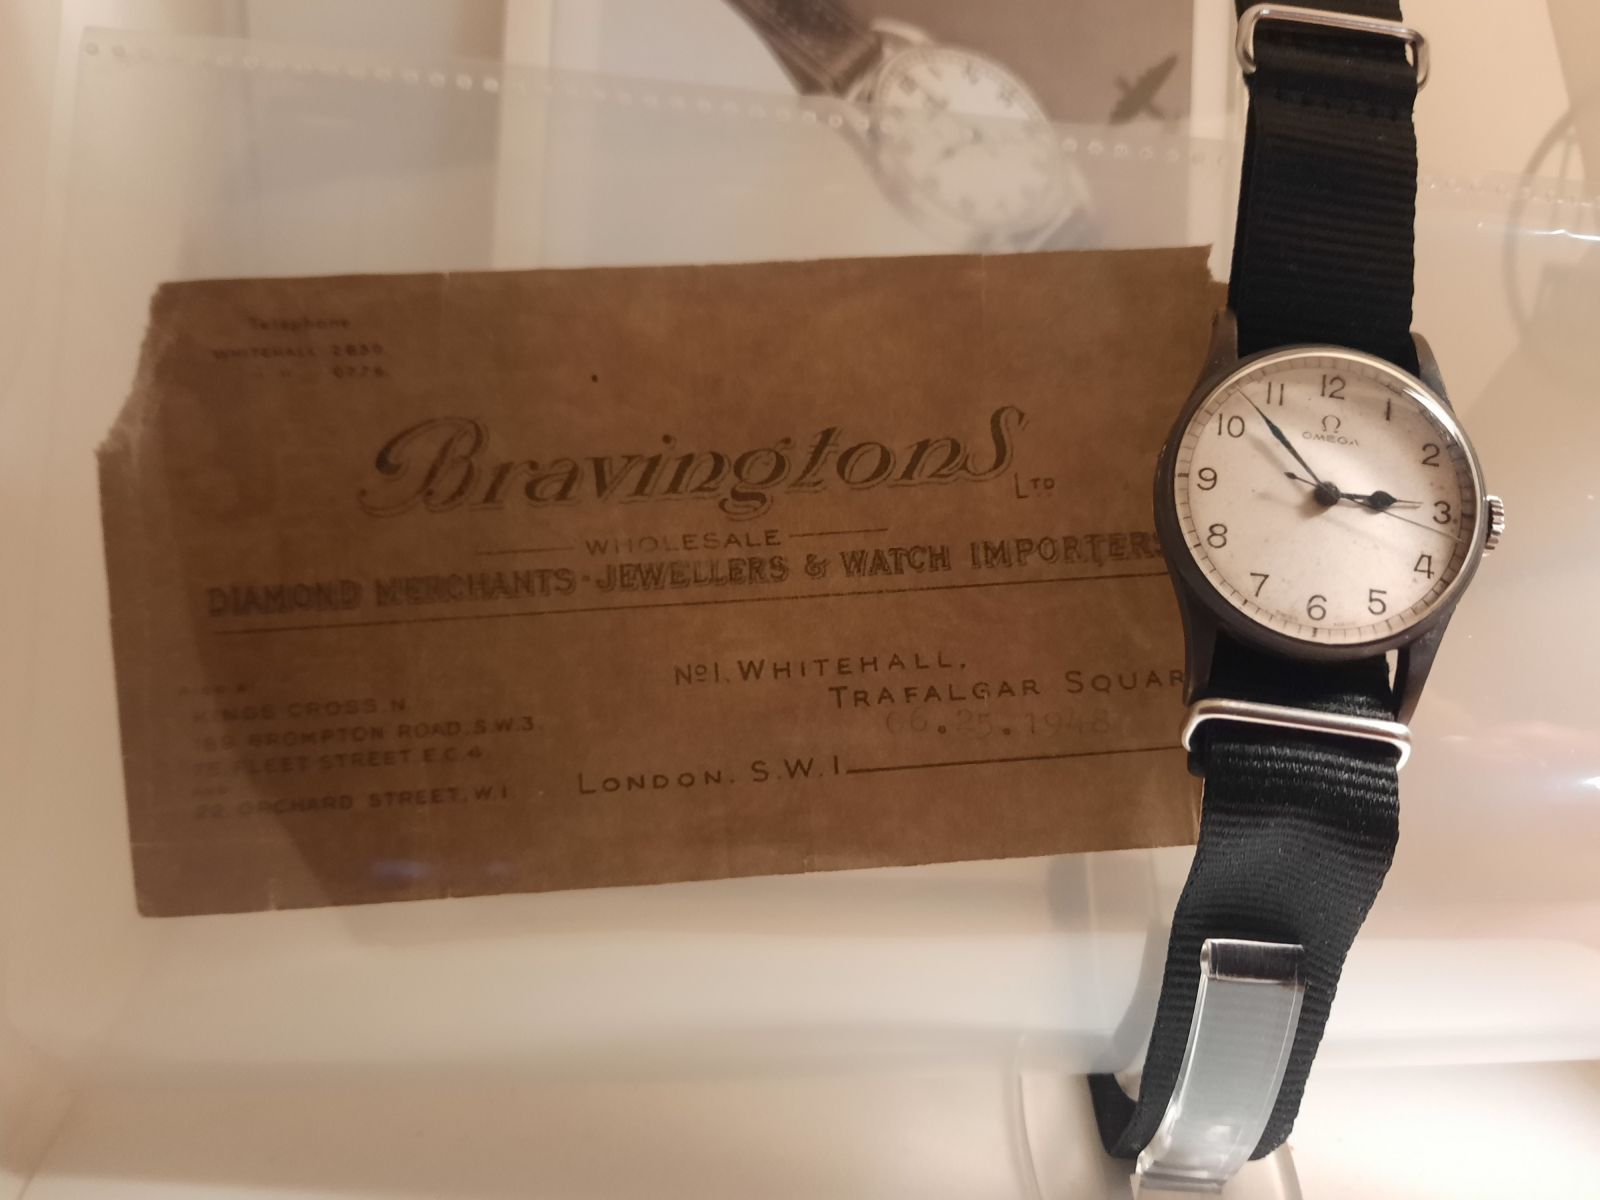 Telephone
WHITEHALL 2830.
" " 0776.
Bravingtons LTD
WHOLESALE
DIAMOND MERCHANTS · JEWELLERS & WATCH IMPORTERS
No1, WHITEHALL,
TRAFALGAR SQUAR
06.25.1948
LONDON. S.W.1
KINGS CROSS. N.
BROMPTON ROAD. S.W.3.
FLEET STREET. E.C.4
22, ORCHARD STREET, W.1.
Ω
OMEGA
12
1
2
3
4
5
6
7
8
9
10
11